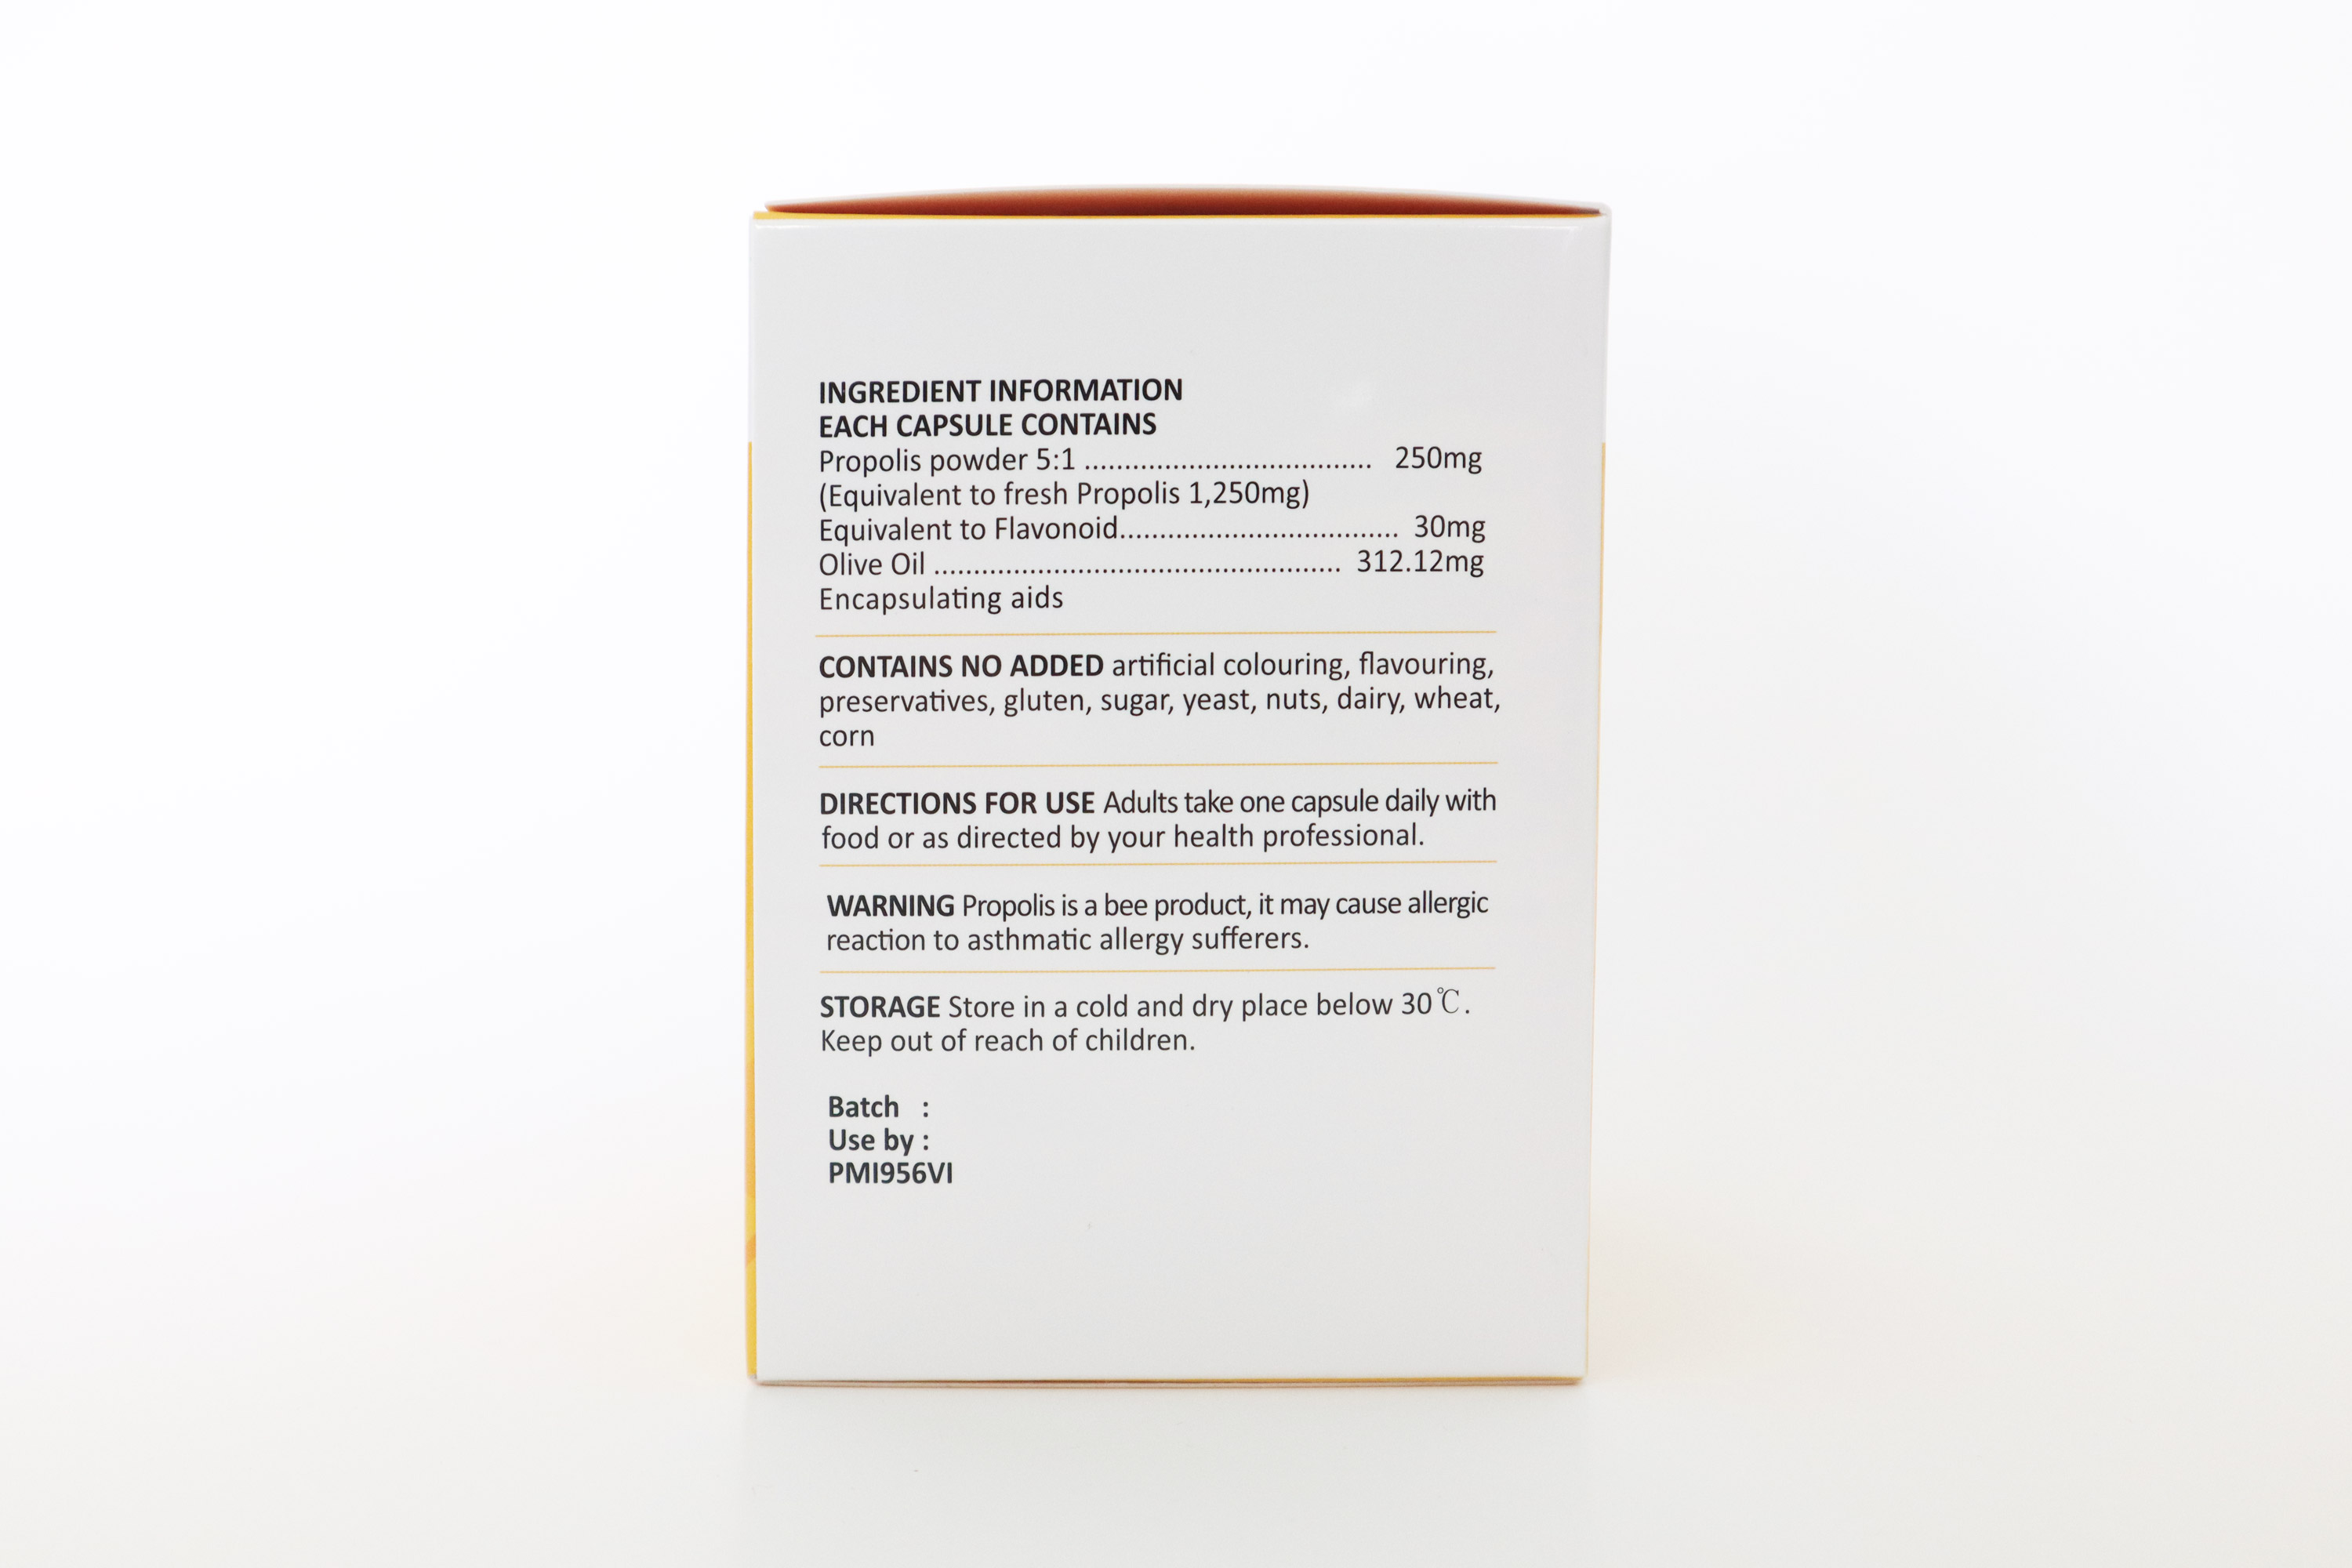 INGREDIENT INFORMATION
EACH CAPSULE CONTAINS
Propolis powder 5:1 .................................... 250mg
(Equivalent to fresh Propolis 1,250mg)
Equivalent to Flavonoid................................... 30mg
Olive Oil ................................................... 312.12mg
Encapsulating aids
CONTAINS NO ADDED artificial colouring, flavouring,
preservatives, gluten, sugar, yeast, nuts, dairy, wheat,
corn
DIRECTIONS FOR USE Adults take one capsule daily with
food or as directed by your health professional.
WARNING Propolis is a bee product, it may cause allergic
reaction to asthmatic allergy sufferers.
STORAGE Store in a cold and dry place below 30℃.
Keep out of reach of children.
Batch :
Use by :
PMI956VI